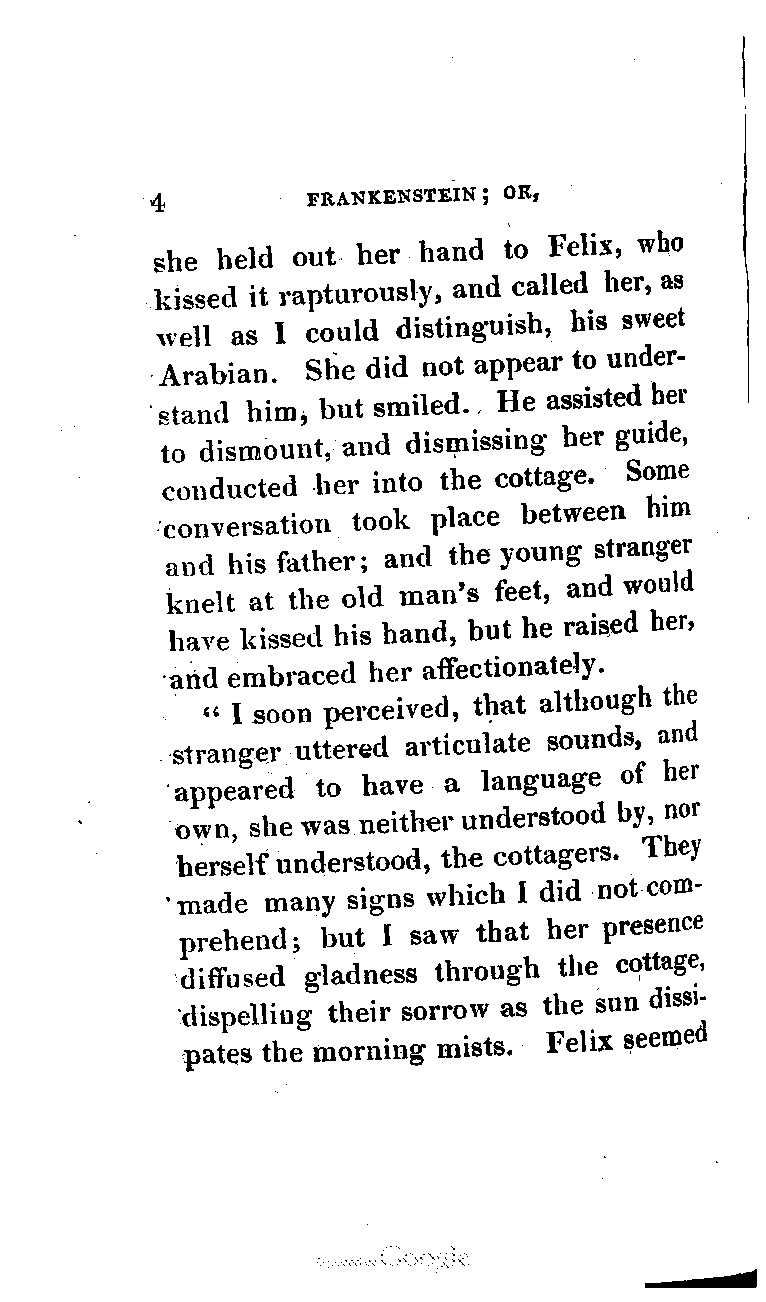 4 FRANKENSTEIN; OR,
she held out her hand to Felix, who
kissed it rapturously, and called her, as
well as I could distinguish, his sweet
Arabian. She did not appear to under-
stand him, but smiled. He assisted her
to dismount, and dismissing her guide,
conducted her into the cottage. Some
conversation took place between him
and his father; and the young stranger
knelt at the old man's feet, and would
have kissed his hand, but he raised her,
and embraced her affectionately.
“ I soon perceived, that although the
stranger uttered articulate sounds, and
appeared to have a language of her
own, she was neither understood by, nor
herself understood, the cottagers. They
made many signs which I did not com-
prehend; but I saw that her presence
diffused gladness through the cottage,
dispelling their sorrow as the sun dissi-
pates the morning mists. Felix seemed
Google